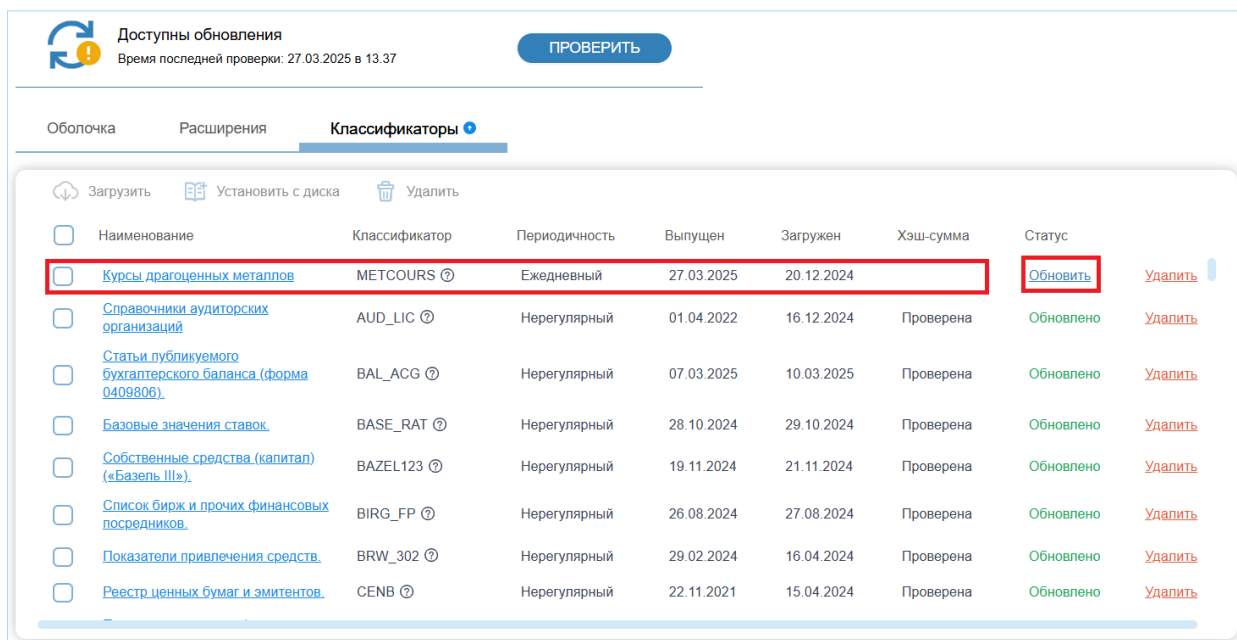 Доступны обновления
Время последней проверки: 27.03.2025 в 13.37
ПРОВЕРИТЬ
Оболочка Расширения Классификаторы
Загрузить Установить с диска Удалить
Наименование Классификатор Периодичность Выпущен Загружен Хэш-сумма Статус
Курсы драгоценных металлов METCOURS Ежедневный 27.03.2025 20.12.2024 Обновить Удалить
Справочники аудиторских
организаций AUD_LIC Нерегулярный 01.04.2022 16.12.2024 Проверена Обновлено Удалить
Статьи публикуемого
бухгалтерского баланса (форма BAL_ACG Нерегулярный 07.03.2025 10.03.2025 Проверена Обновлено Удалить
0409806).
Базовые значения ставок. BASE_RAT Нерегулярный 28.10.2024 29.10.2024 Проверена Обновлено Удалить
Собственные средства (капитал)
(«Базель III»). BAZEL123 Нерегулярный 19.11.2024 21.11.2024 Проверена Обновлено Удалить
Список бирж и прочих финансовых
посредников. BIRG_FP Нерегулярный 26.08.2024 27.08.2024 Проверена Обновлено Удалить
Показатели привлечения средств. BRW_302 Нерегулярный 29.02.2024 16.04.2024 Проверена Обновлено Удалить
Реестр ценных бумаг и эмитентов. CENB Нерегулярный 22.11.2021 15.04.2024 Проверена Обновлено Удалить